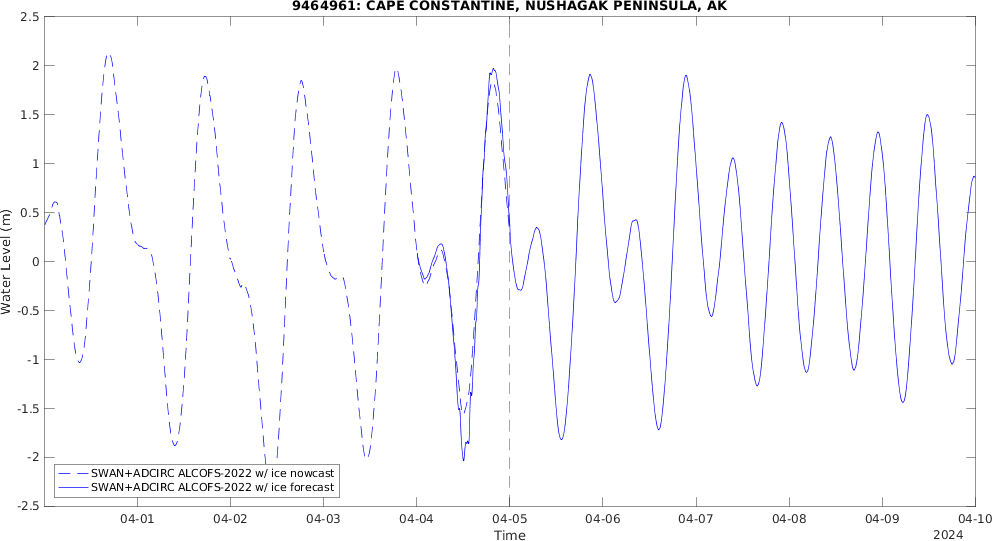 9464961: CAPE CONSTANTINE, NUSHAGAK PENINSULA, AK
Water Level (m)
2.5
2
1.5
1
0.5
0
-0.5
-1
-1.5
-2
-2.5
SWAN+ADCIRC ALCOFS-2022 w/ ice nowcast
SWAN+ADCIRC ALCOFS-2022 w/ ice forecast
04-01 04-02 04-03 04-04 04-05 04-06 04-07 04-08 04-09 04-10
Time
2024